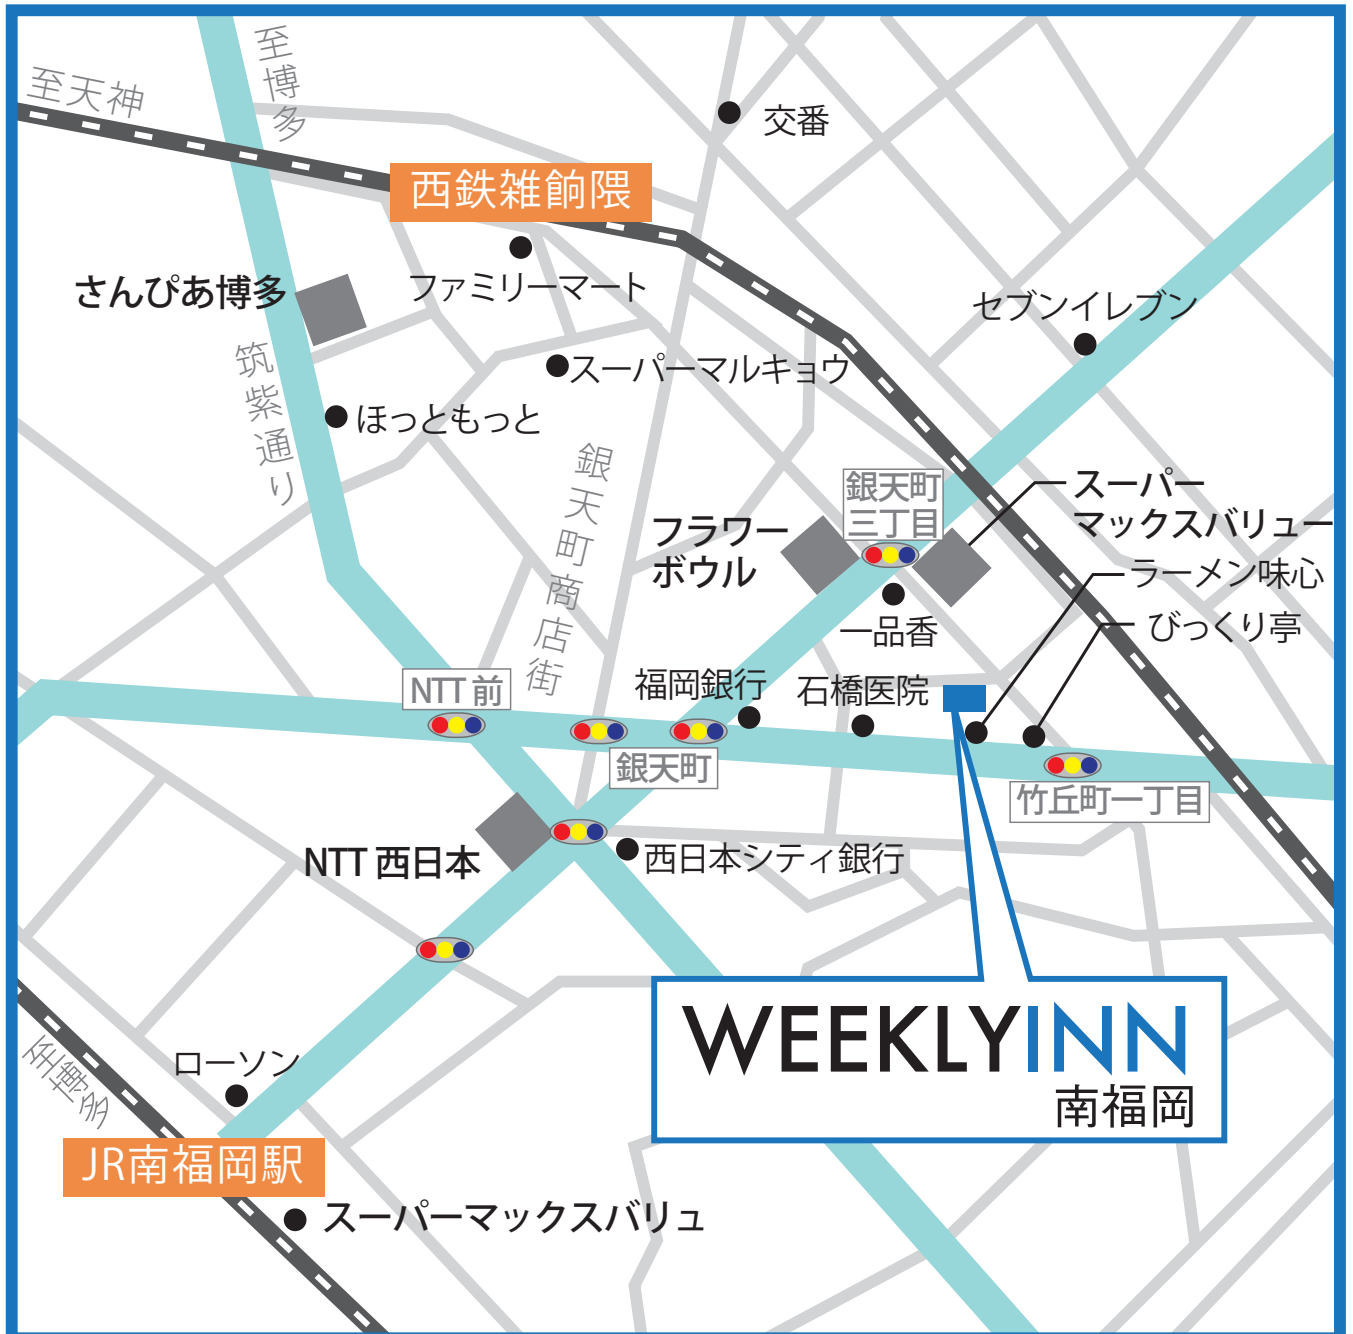 至博多
至天神
交番
西鉄雑餉隈
ファミリーマート
さんぴあ博多
セブンイレブン
筑紫通り
スーパーマルキョウ
ほっともっと
銀天町商店街
銀天町
三丁目
スーパー
マックスバリュー
フラワー
ボウル
ラーメン味心
一品香
びっくり亭
NTT前
福岡銀行
石橋医院
銀天町
竹丘町一丁目
NTT西日本
西日本シティ銀行
WEEKLYINN
南福岡
至博多
ローソン
JR南福岡駅
スーパーマックスバリュ